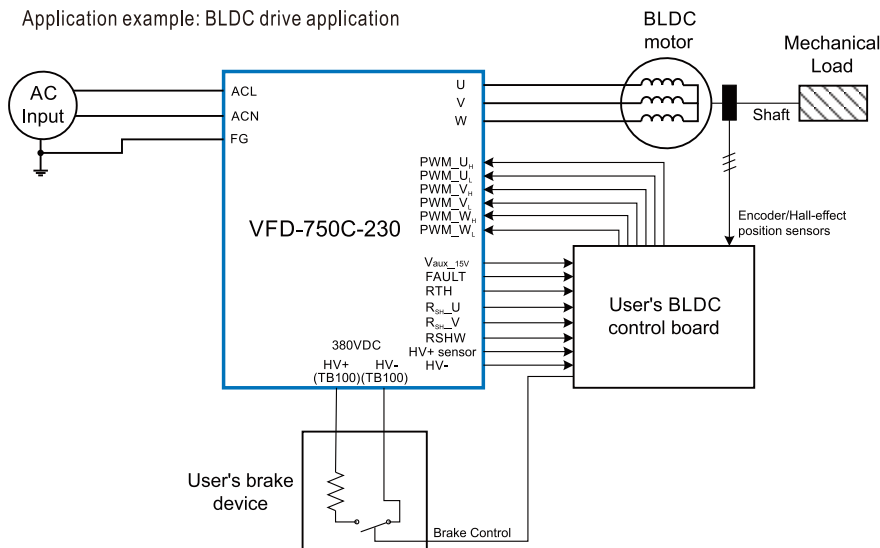 Application example: BLDC drive application
BLDC
motor
Mechanical
Load
AC
Input
ACL
ACN
FG
U
V
W
Shaft
PWM_UH
PWM_UL
PWM_VH
PWM_VL
PWM_WH
PWM_WL
VFD-750C-230
Encoder/Hall-effect
position sensors
Vaux_15V
FAULT
RTH
RSH_U
RSH_V
RSHW
HV+ sensor
HV-
User's BLDC
control board
380VDC
HV+ HV-
(TB100)(TB100)
User's brake
device
Brake Control